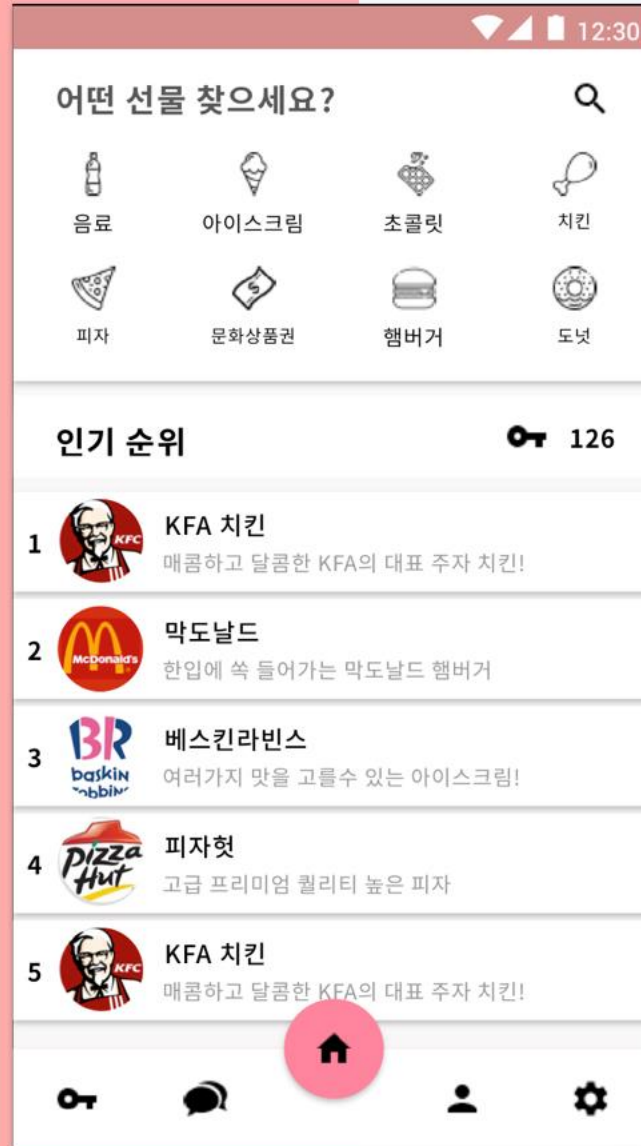 12:30
어떤 선물 찾으세요?
음료 아이스크림 초콜릿 치킨
피자 문화상품권 햄버거 도넛
인기 순위 126
1 KFC KFA 치킨
매콤하고 달콤한 KFA의 대표 주자 치킨!
2 McDonald's 막도날드
한입에 쏙 들어가는 막도날드 햄버거
3 BR baskin robbins 베스킨라빈스
여러가지 맛을 고를수 있는 아이스크림!
4 Pizza Hut 피자헛
고급 프리미엄 퀄리티 높은 피자
5 KFC KFA 치킨
매콤하고 달콤한 KFA의 대표 주자 치킨!